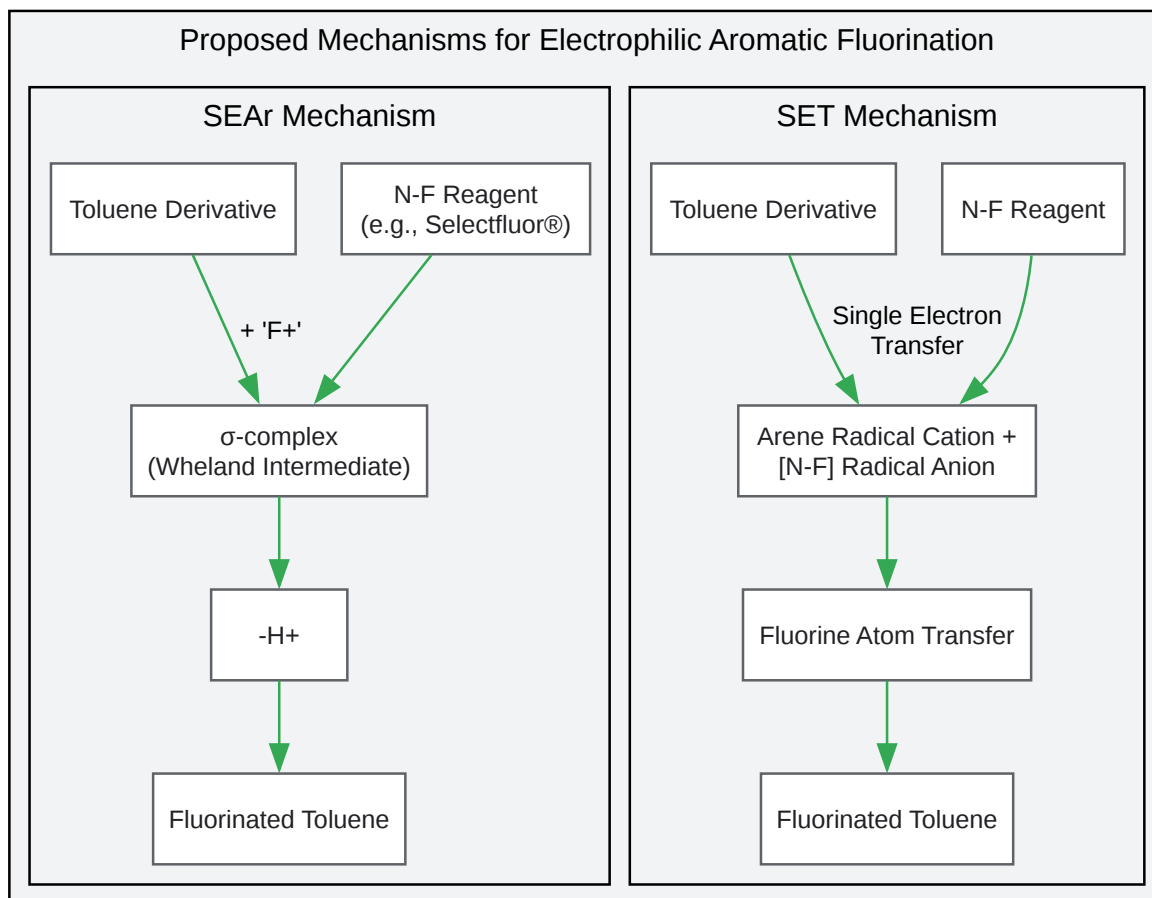 Proposed Mechanisms for Electrophilic Aromatic Fluorination
SEAr Mechanism
Toluene Derivative
N-F Reagent
(e.g., Selectfluor®)
+ 'F+'
σ-complex
(Wheland Intermediate)
-H+
Fluorinated Toluene
SET Mechanism
Toluene Derivative
N-F Reagent
Single Electron
Transfer
Arene Radical Cation +
[N-F] Radical Anion
Fluorine Atom Transfer
Fluorinated Toluene